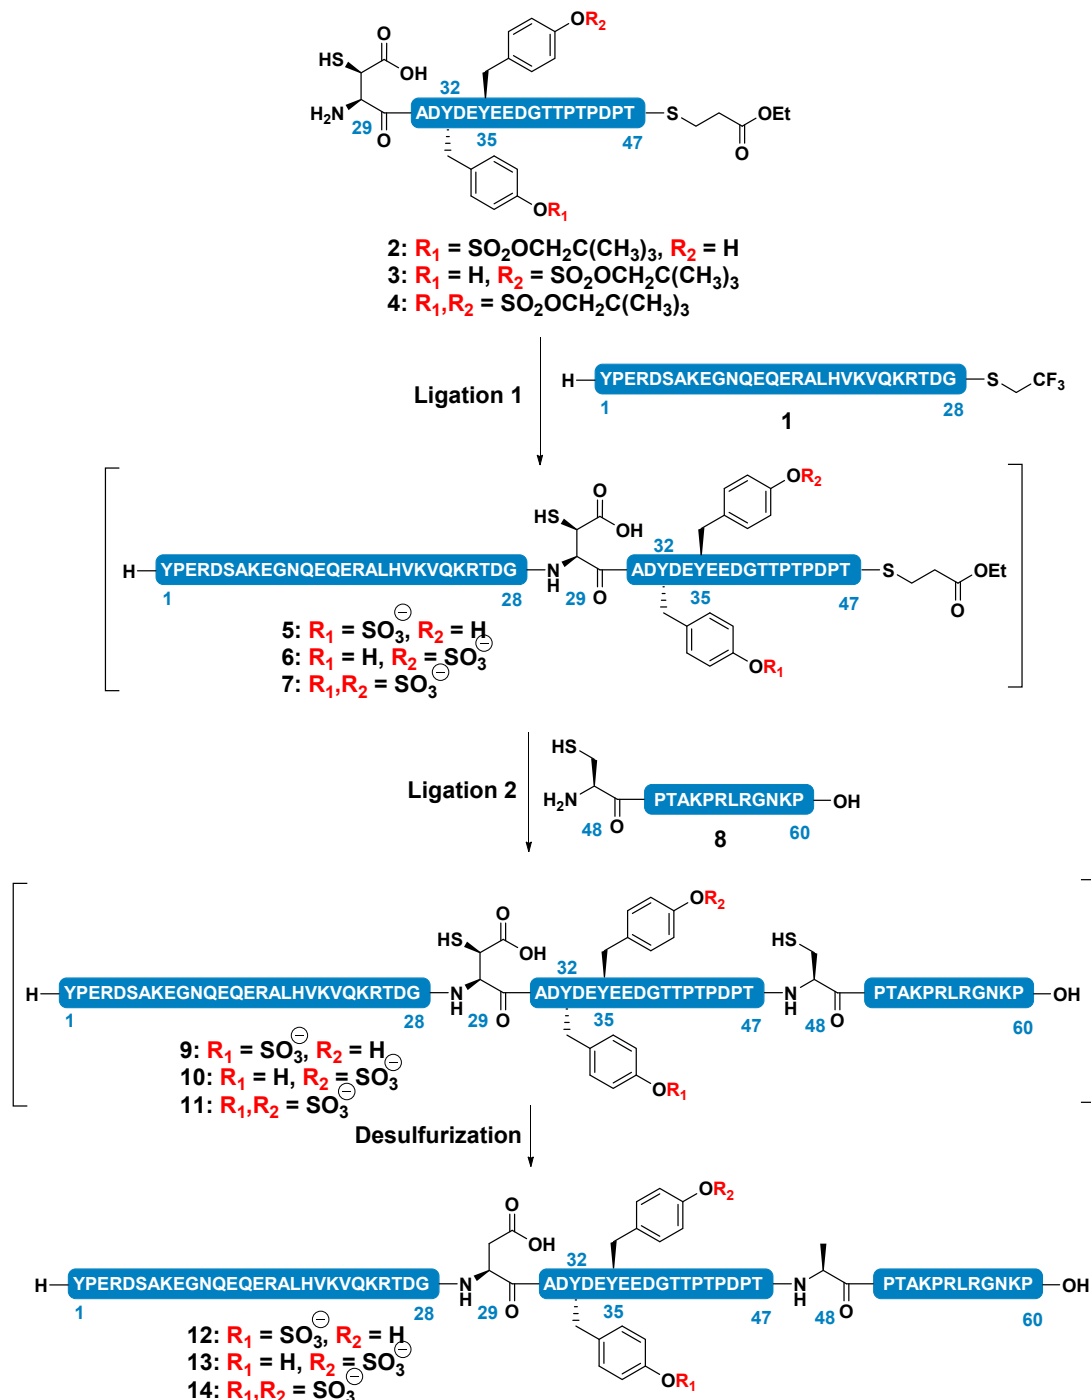 OR2
HS
O
OH
32
H2N
29
O
ADYDEYEEDGTTPTPDPT
35
47
S
OEt
O
OR1
2: R1 = SO2OCH2C(CH3)3, R2 = H
3: R1 = H, R2 = SO2OCH2C(CH3)3
4: R1,R2 = SO2OCH2C(CH3)3
Ligation 1
H
YPERDSAKEGNQEQERALHVKVQKRTDG
S
CF3
1
28
1
OR2
HS
O
OH
32
H
YPERDSAKEGNQEQERALHVKVQKRTDG
N
H
O
ADYDEYEEDGTTPTPDPT
S
OEt
O
1
28
29
35
47
OR1
5: R1 = SO3⊖, R2 = H
6: R1 = H, R2 = SO3⊖
7: R1,R2 = SO3⊖
Ligation 2
HS
H2N
48
O
PTAKPRLRGNKP
OH
60
8
OR2
HS
O
OH
32
HS
H
YPERDSAKEGNQEQERALHVKVQKRTDG
N
H
O
ADYDEYEEDGTTPTPDPT
N
H
O
PTAKPRLRGNKP
OH
1
28
29
35
47
48
60
OR1
9: R1 = SO3⊖, R2 = H
10: R1 = H, R2 = SO3⊖
11: R1,R2 = SO3⊖
Desulfurization
OR2
O
OH
32
H
YPERDSAKEGNQEQERALHVKVQKRTDG
N
H
O
ADYDEYEEDGTTPTPDPT
N
H
O
PTAKPRLRGNKP
OH
1
28
29
35
47
48
60
OR1
12: R1 = SO3⊖, R2 = H
13: R1 = H, R2 = SO3⊖
14: R1,R2 = SO3⊖